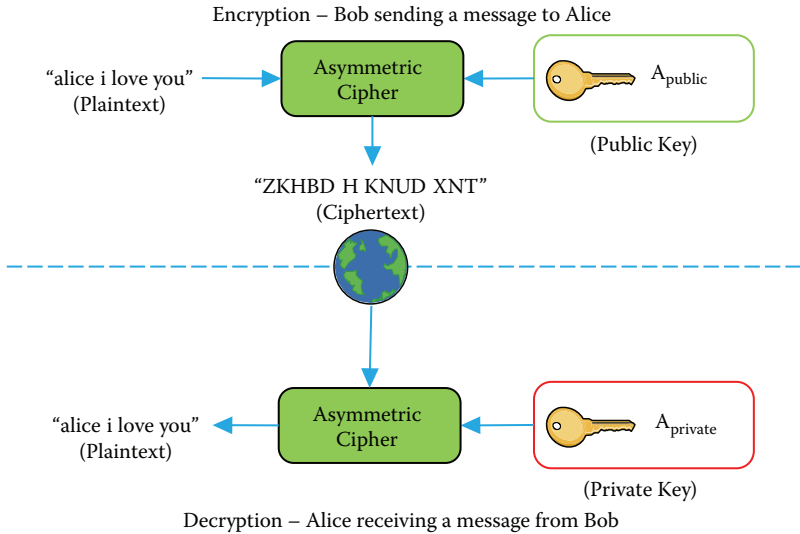 Encryption – Bob sending a message to Alice
“alice i love you”
(Plaintext)
Asymmetric
Cipher
Apublic
(Public Key)
“ZKHBD H KNUD XNT”
(Ciphertext)
“alice i love you”
(Plaintext)
Asymmetric
Cipher
Aprivate
(Private Key)
Decryption – Alice receiving a message from Bob